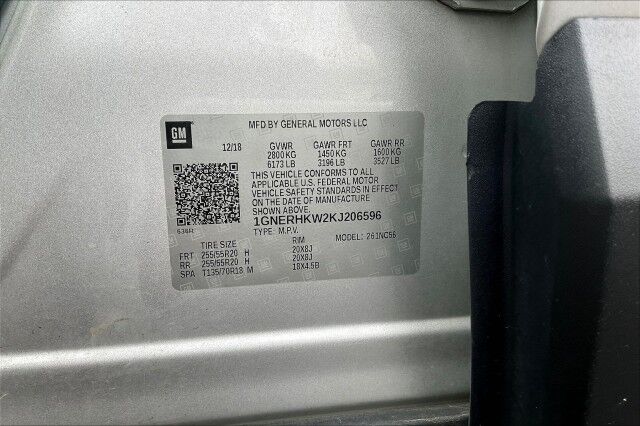 GM
MFD BY GENERAL MOTORS LLC
12/18 GVWR GAWR FRT GAWR RR
2800 KG 1450 KG 1600 KG
6173 LB 3196 LB 3527 LB
THIS VEHICLE CONFORMS TO ALL
APPLICABLE U.S. FEDERAL MOTOR
VEHICLE SAFETY STANDARDS IN EFFECT
ON THE DATE OF MANUFACTURE
SHOWN ABOVE.
636R 1GNERHKW2KJ206596
TYPE: M.P.V. MODEL: 261NC56
TIRE SIZE RIM
FRT 255/55R20 H 20X8J
RR 255/55R20 H 20X8J
SPA T135/70R18 M 18X4.5B